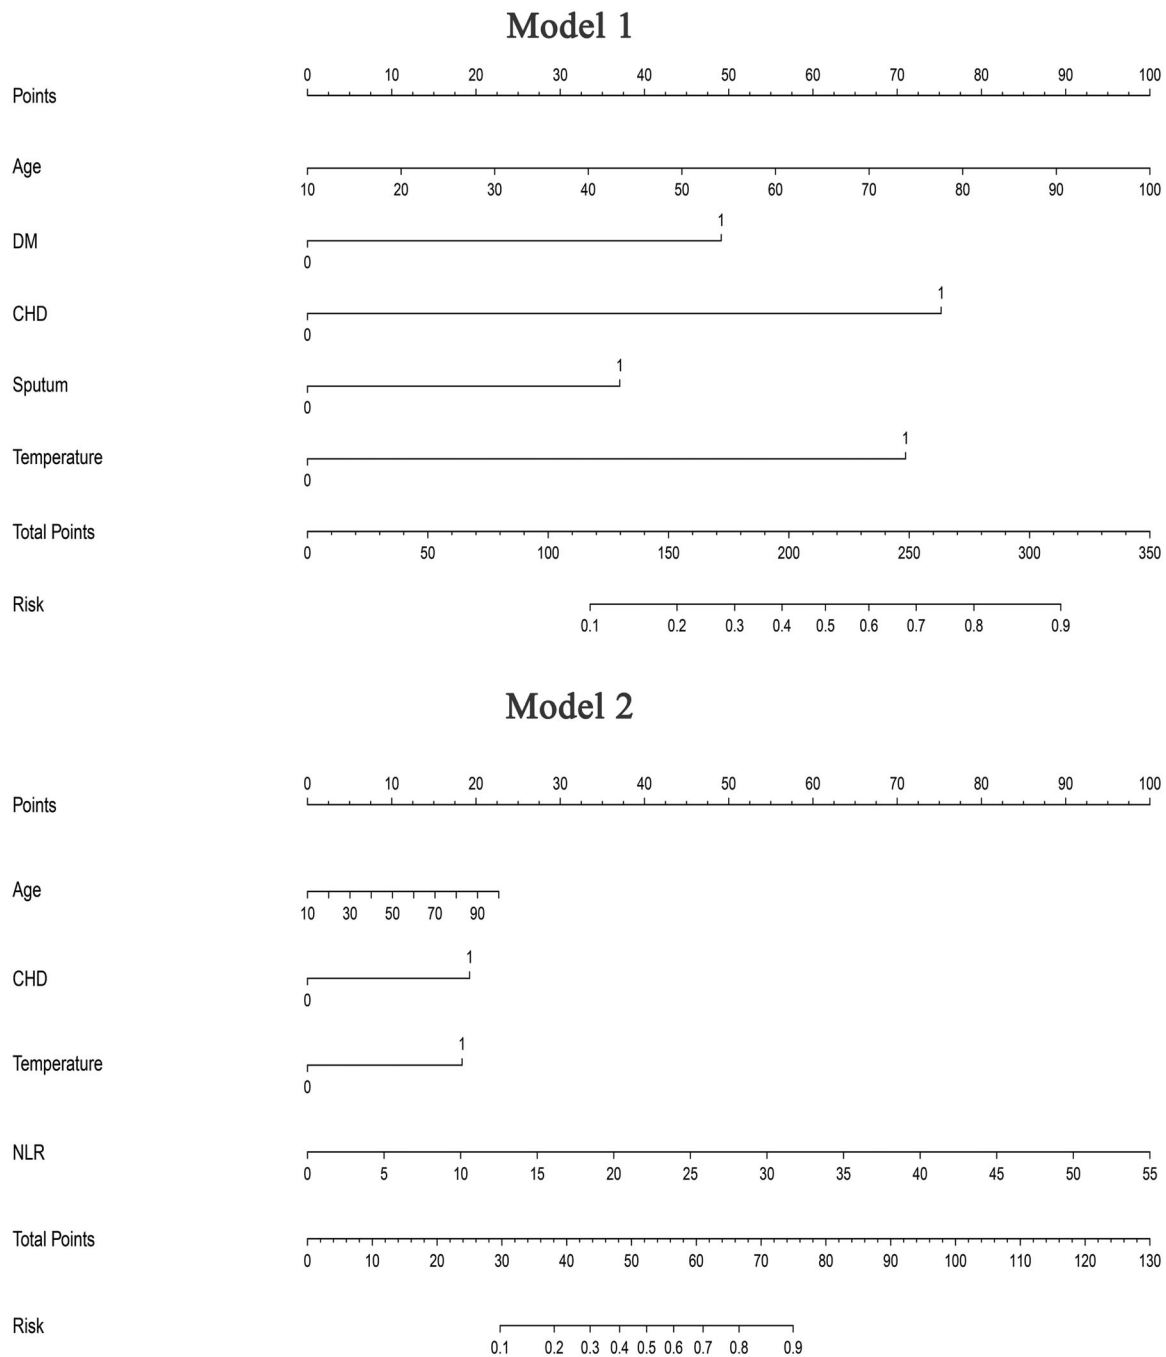 Model 1
0 10 20 30 40 50 60 70 80 90 100
Points
Age
10 20 30 40 50 60 70 80 90 100
1
DM
0
1
CHD
0
1
Sputum
0
1
Temperature
0
Total Points
0 50 100 150 200 250 300 350
Risk
0.1 0.2 0.3 0.4 0.5 0.6 0.7 0.8 0.9
Model 2
0 10 20 30 40 50 60 70 80 90 100
Points
Age
10 30 50 70 90
1
CHD
0
1
Temperature
0
NLR
0 5 10 15 20 25 30 35 40 45 50 55
Total Points
0 10 20 30 40 50 60 70 80 90 100 110 120 130
Risk
0.1 0.2 0.3 0.4 0.5 0.6 0.7 0.8 0.9